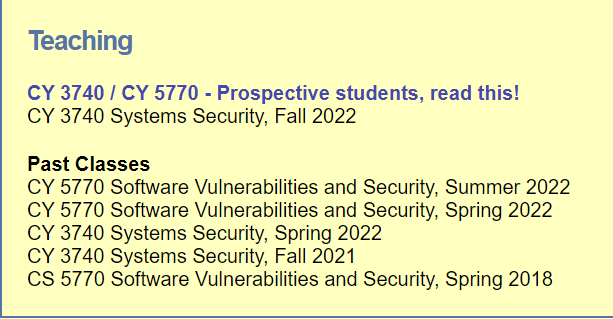 Teaching
CY 3740 / CY 5770 - Prospective students, read this!
CY 3740 Systems Security, Fall 2022
Past Classes
CY 5770 Software Vulnerabilities and Security, Summer 2022
CY 5770 Software Vulnerabilities and Security, Spring 2022
CY 3740 Systems Security, Spring 2022
CY 3740 Systems Security, Fall 2021
CS 5770 Software Vulnerabilities and Security, Spring 2018